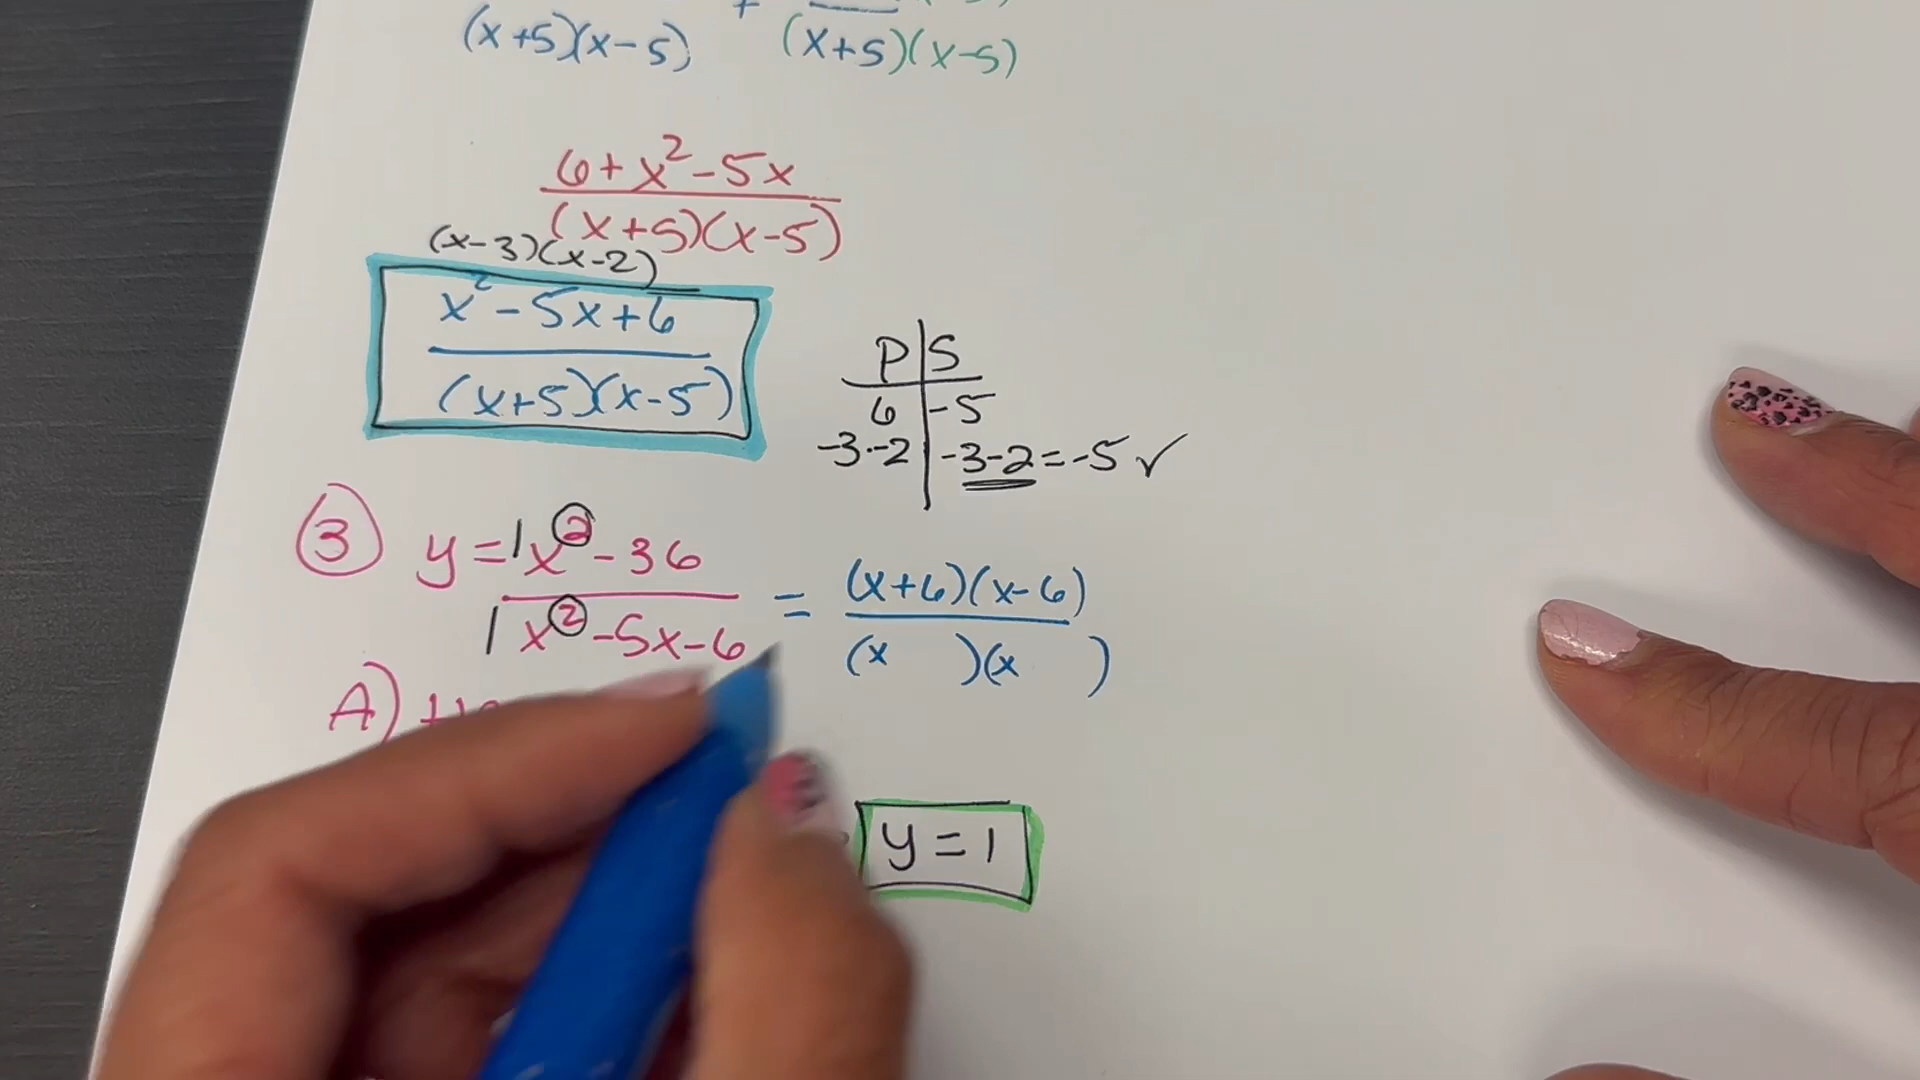 (x+5)(x-5) + (x+5)(x-5)
6+x²-5x
(x+5)(x-5)
(x-3)(x-2)
x²-5x+6
(x+5)(x-5)
P|S
6|-5
-3·-2|-3-2=-5✓
③ y=1x²-36 = (x+6)(x-6)
1x²-5x-6 (x )(x )
A)
y=1